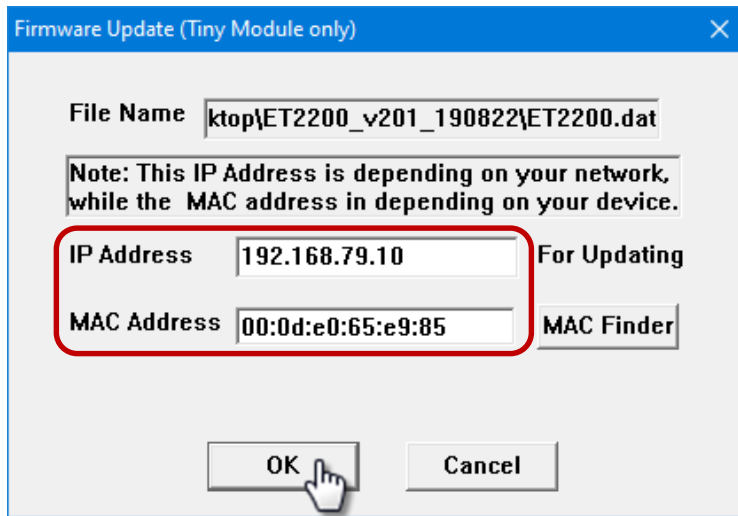 Firmware Update (Tiny Module only)
File Name ktop\ET2200_v201_190822\ET2200.dat
Note: This IP Address is depending on your network,
while the  MAC address in depending on your device.
IP Address 192.168.79.10 For Updating
MAC Address 00:0d:e0:65:e9:85 MAC Finder
OK Cancel